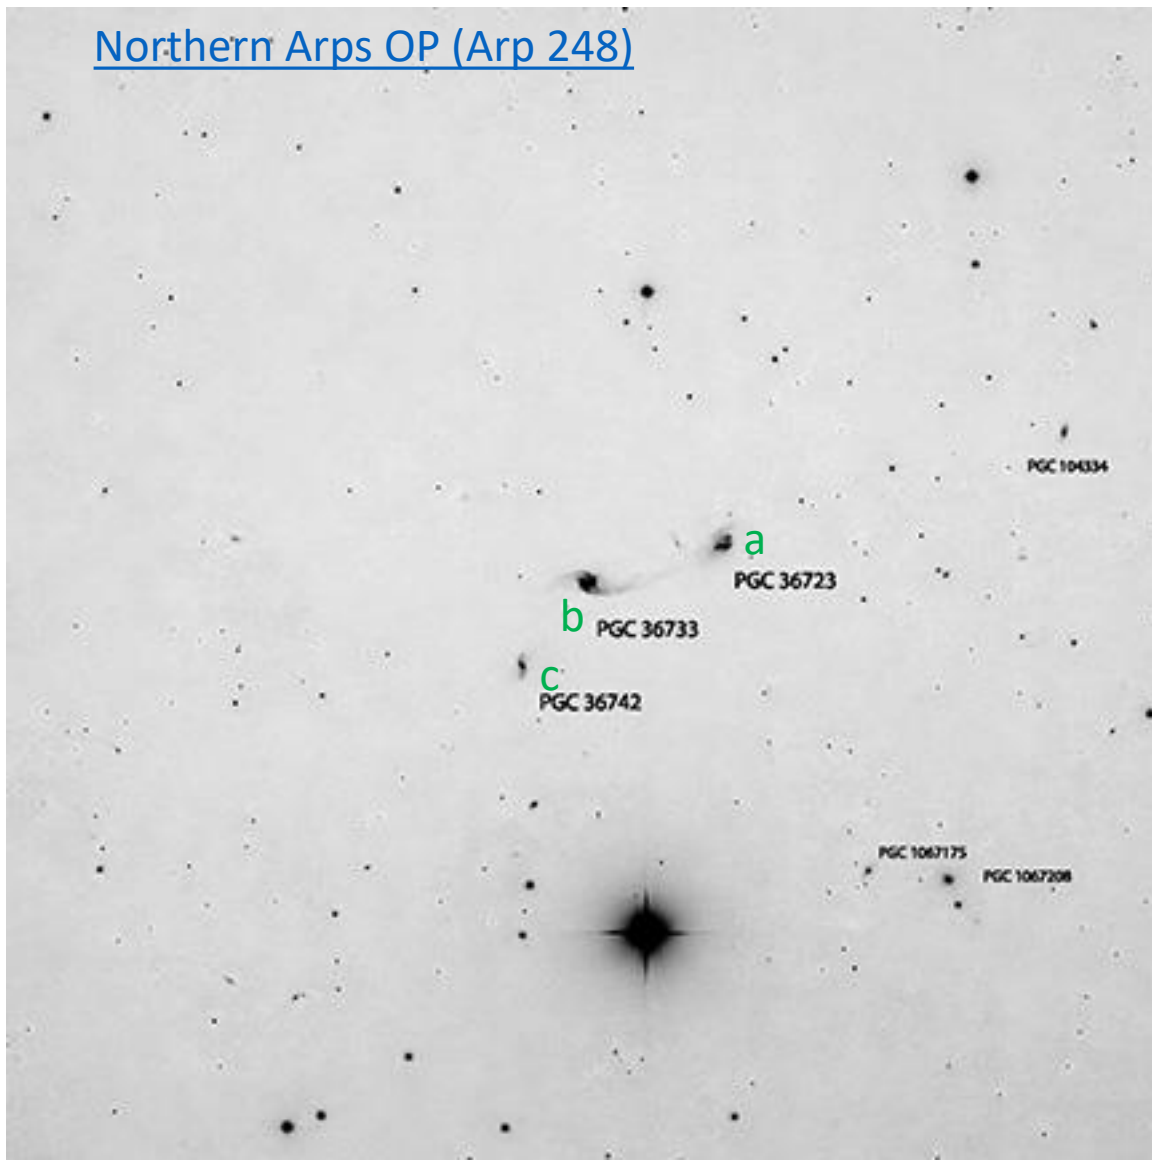 Northern Arps OP (Arp 248)
PGC 104334
a
PGC 36723
b
PGC 36733
c
PGC 36742
PGC 1067175
PGC 1067208